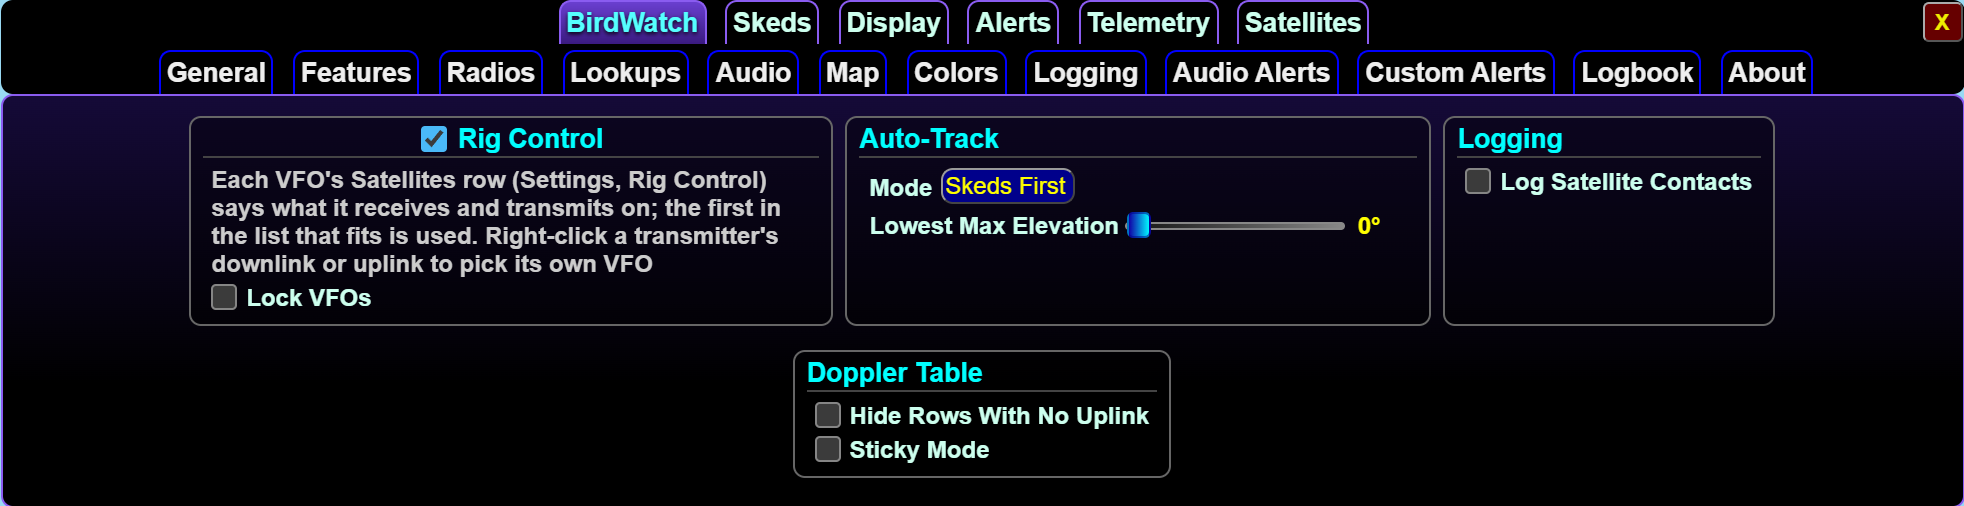 BirdWatch Skeds Display Alerts Telemetry Satellites X
General Features Radios Lookups Audio Map Colors Logging Audio Alerts Custom Alerts Logbook About
Rig Control
Each VFO's Satellites row (Settings, Rig Control)
says what it receives and transmits on; the first in
the list that fits is used. Right-click a transmitter's
downlink or uplink to pick its own VFO
Lock VFOs
Auto-Track
Mode Skeds First
Lowest Max Elevation 0°
Logging
Log Satellite Contacts
Doppler Table
Hide Rows With No Uplink
Sticky Mode